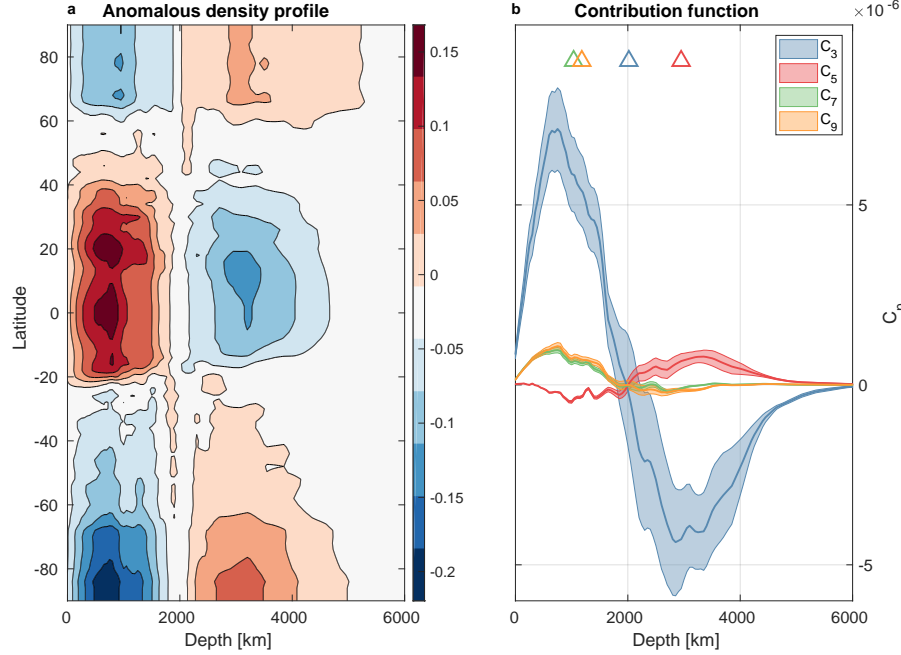 a Anomalous density profile
80
60
40
20
0
-20
-40
-60
-80
Latitude
0 2000 4000 6000
Depth [km]
0.15
0.1
0.05
0
-0.05
-0.1
-0.15
-0.2
b Contribution function
×10⁻⁶
C₃
C₅
C₇
C₉
5
0
-5
Cₙ
0 2000 4000 6000
Depth [km]